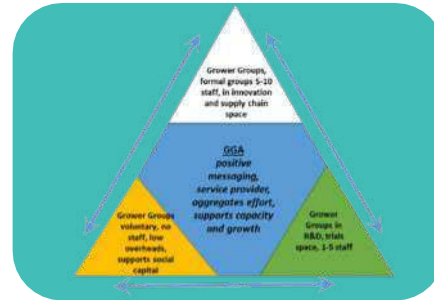 Grower Groups,
formal groups 5-10
staff, in innovation
and supply chain
space
GGA
positive
messaging,
service provider,
aggregates effort,
supports capacity
and growth
Grower Groups
voluntary, no
staff, low
overheads,
supports social
capital
Grower
Groups in
R&D, trials
space, 1-5 staff